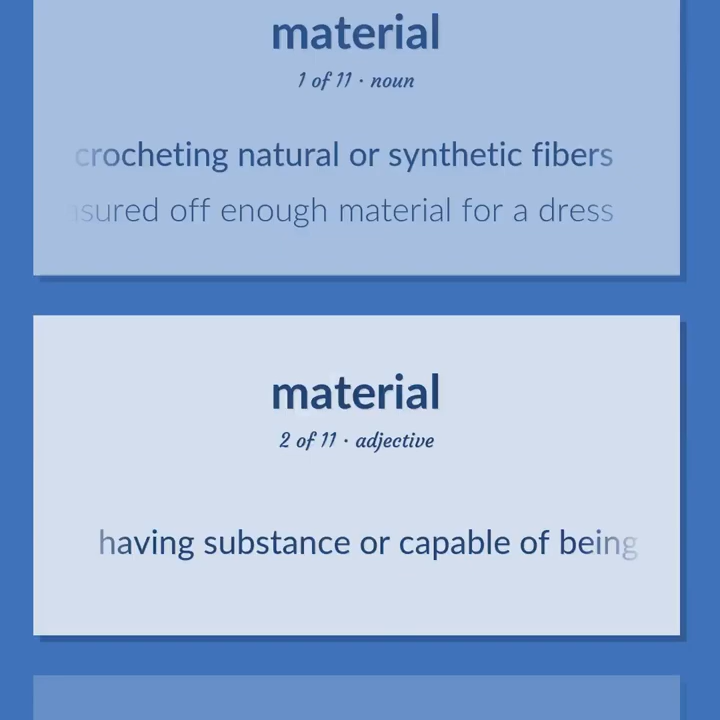 material
1 of 11 · noun
crocheting natural or synthetic fibers
off enough material for a dress
material
2 of 11 · adjective
having substance or capable of being